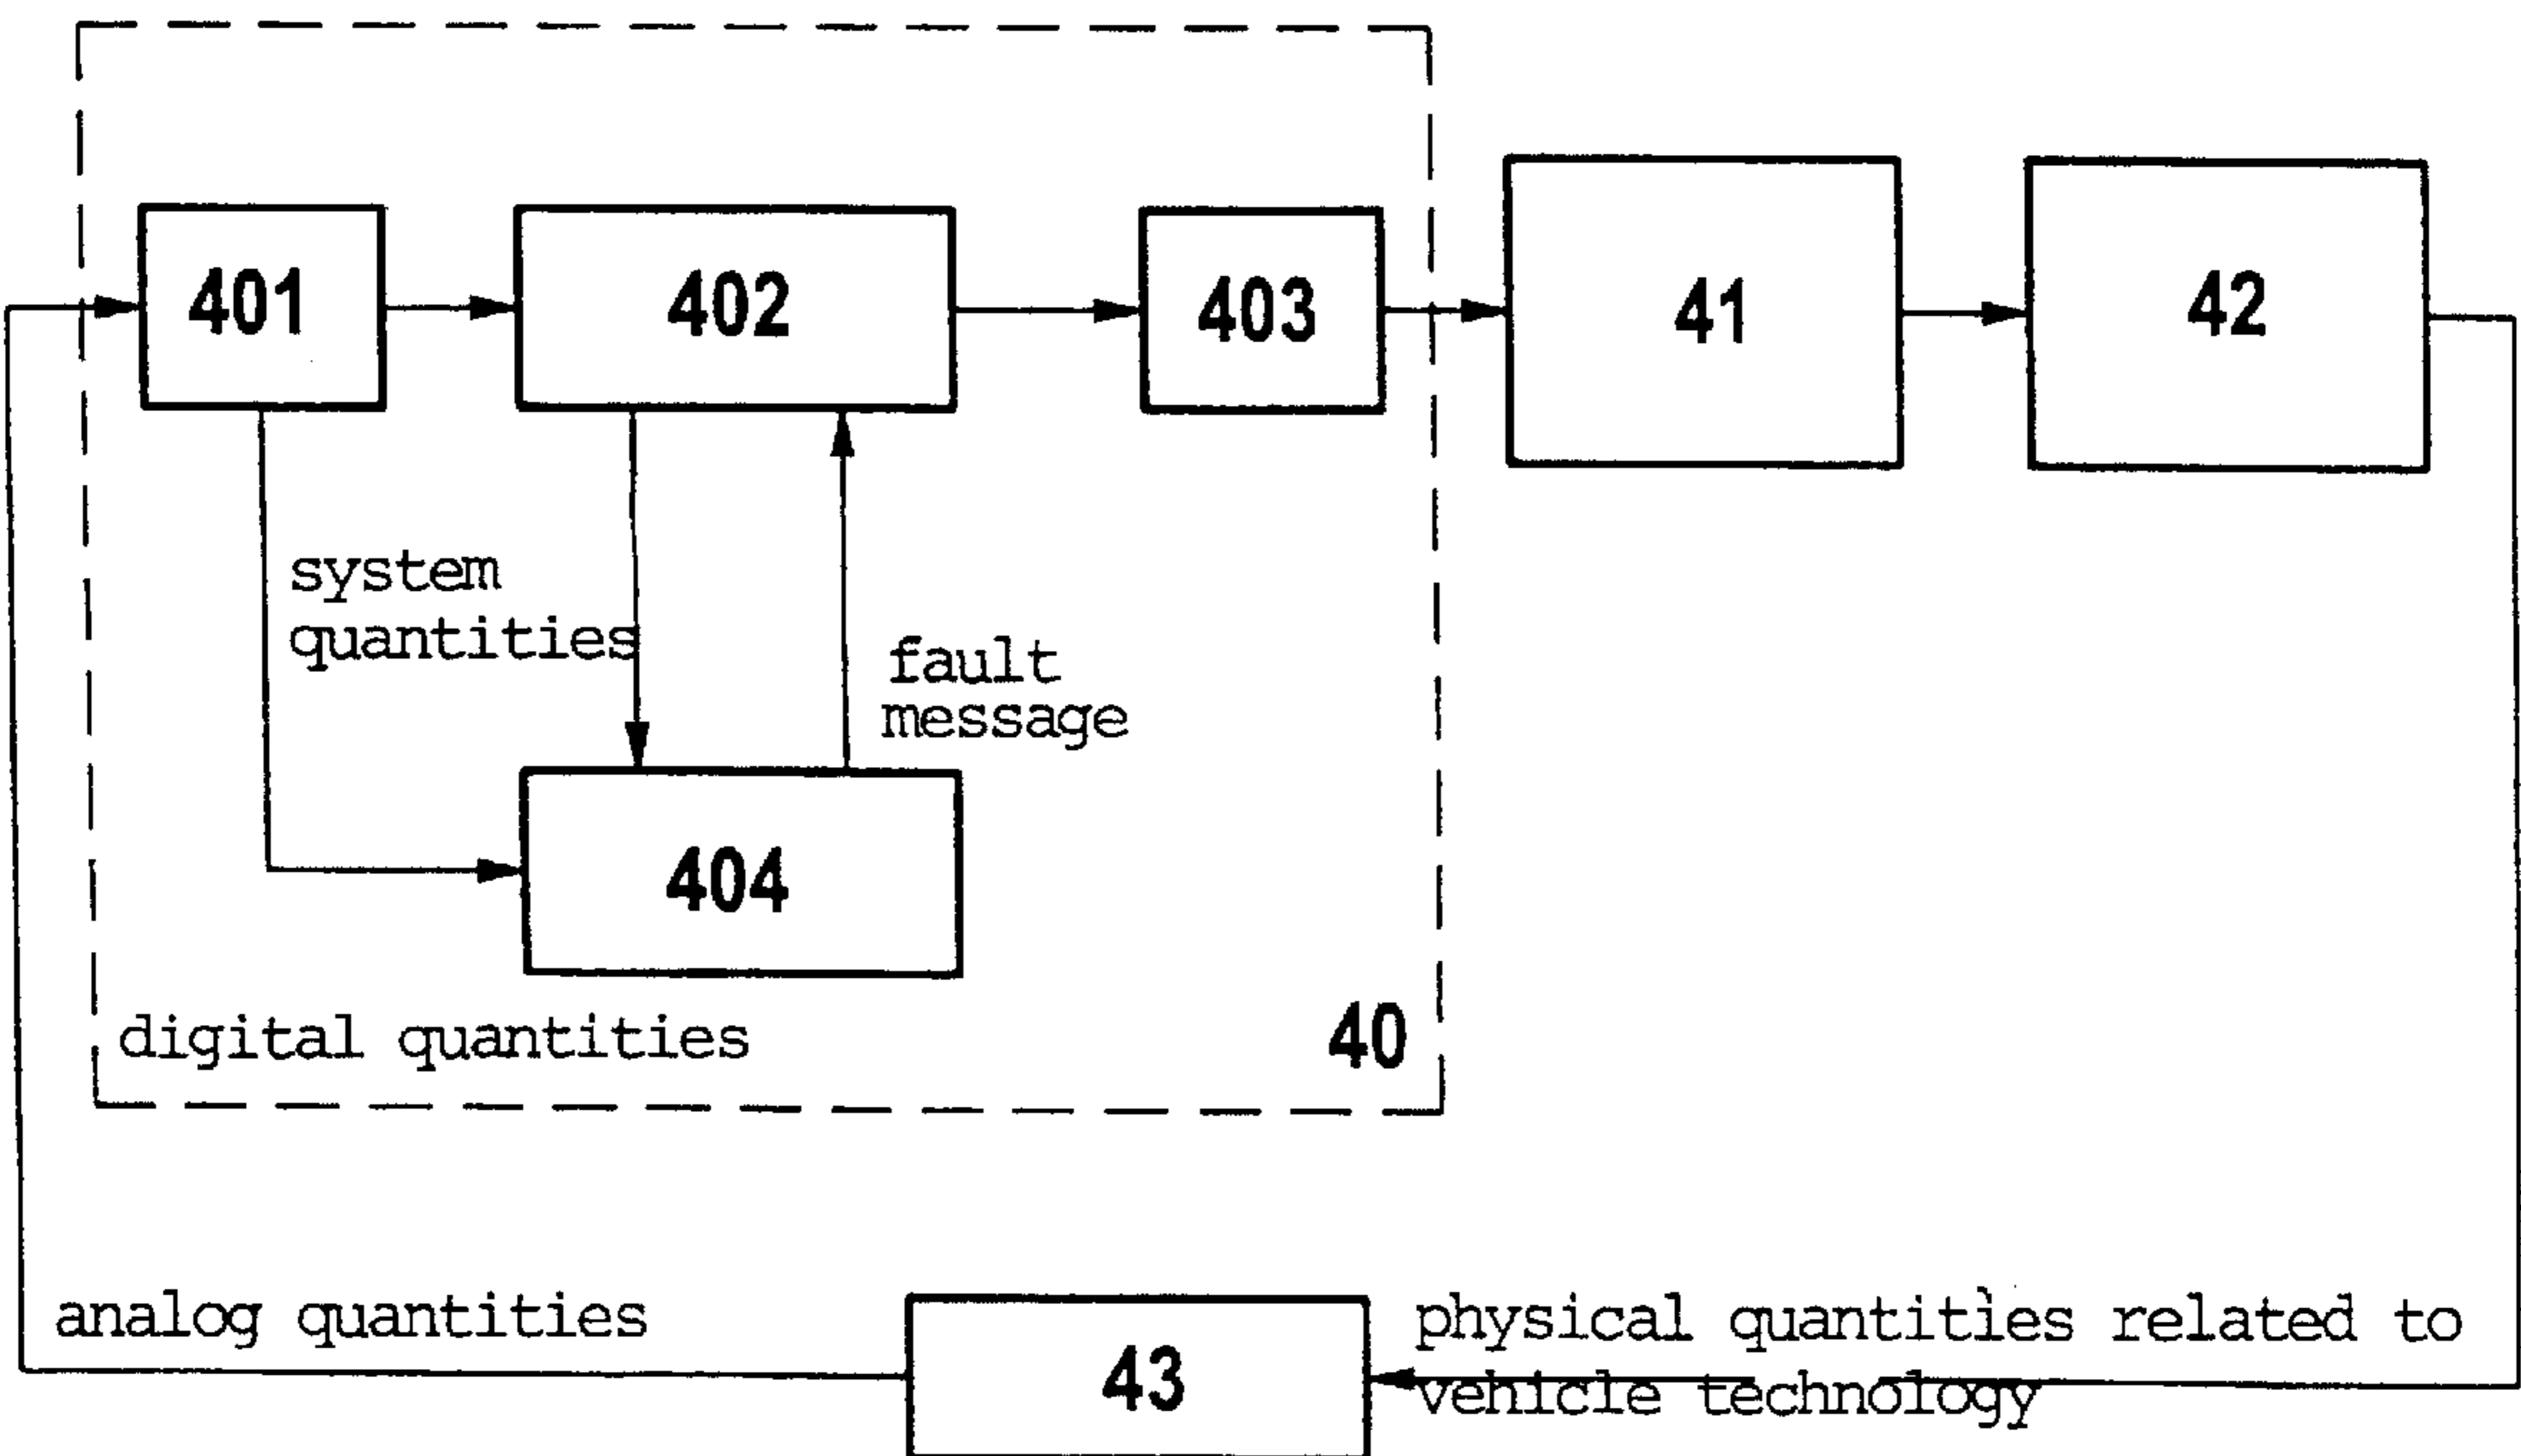 401
402
403
41
42
system
quantities
fault
message
404
digital quantities
40
analog quantities
43
physical quantities related to
vehicle technology